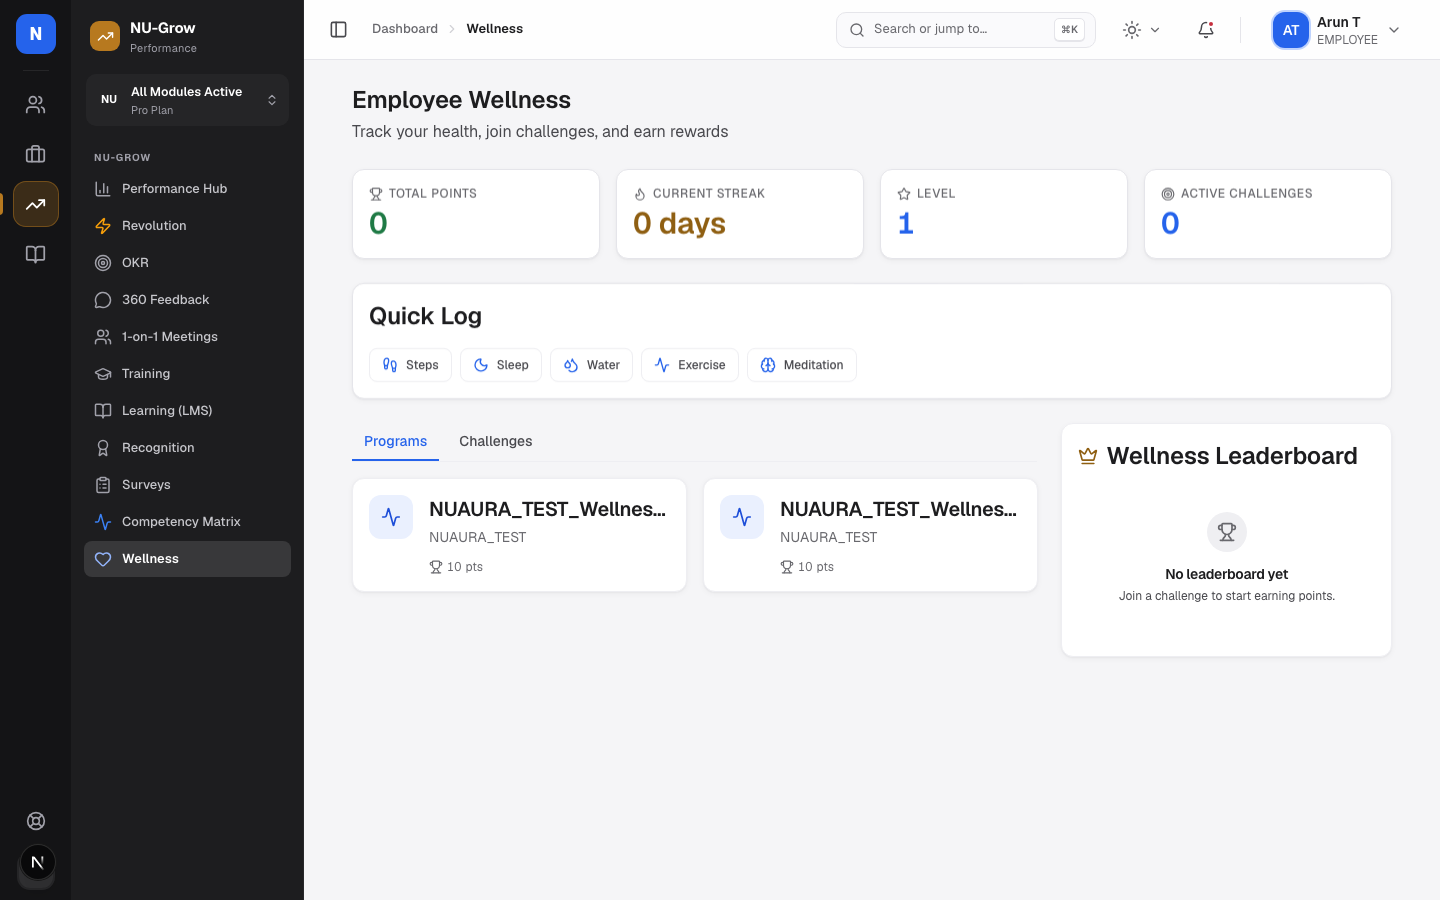 N
NU-Grow
Performance
NU
All Modules Active
Pro Plan
NU-GROW
Performance Hub
Revolution
OKR
360 Feedback
1-on-1 Meetings
Training
Learning (LMS)
Recognition
Surveys
Competency Matrix
Wellness
N
Dashboard
Wellness
Search or jump to...
⌘K
AT
Arun T
EMPLOYEE
Employee Wellness
Track your health, join challenges, and earn rewards
TOTAL POINTS
0
CURRENT STREAK
0 days
LEVEL
1
ACTIVE CHALLENGES
0
Quick Log
Steps
Sleep
Water
Exercise
Meditation
Programs
Challenges
NUAURA_TEST_Wellnes...
NUAURA_TEST
10 pts
NUAURA_TEST_Wellnes...
NUAURA_TEST
10 pts
Wellness Leaderboard
No leaderboard yet
Join a challenge to start earning points.